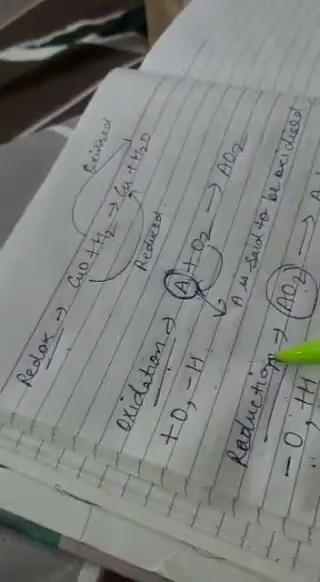 Oxidised
Redox → CuO + H2 → Cu + H2O
Reduced
Oxidation → A + O2 → AO2
+O, -H
A is said to be oxidised
Reduction → AO2 → A
-O, +H